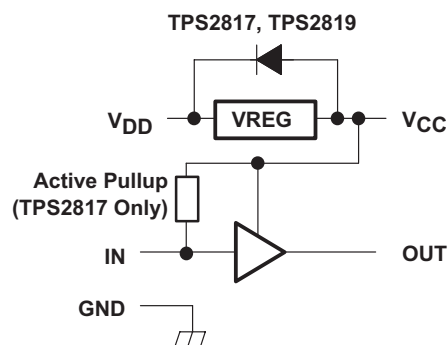 TPS2817, TPS2819
VDD
VREG
VCC
Active Pullup
(TPS2817 Only)
IN
OUT
GND